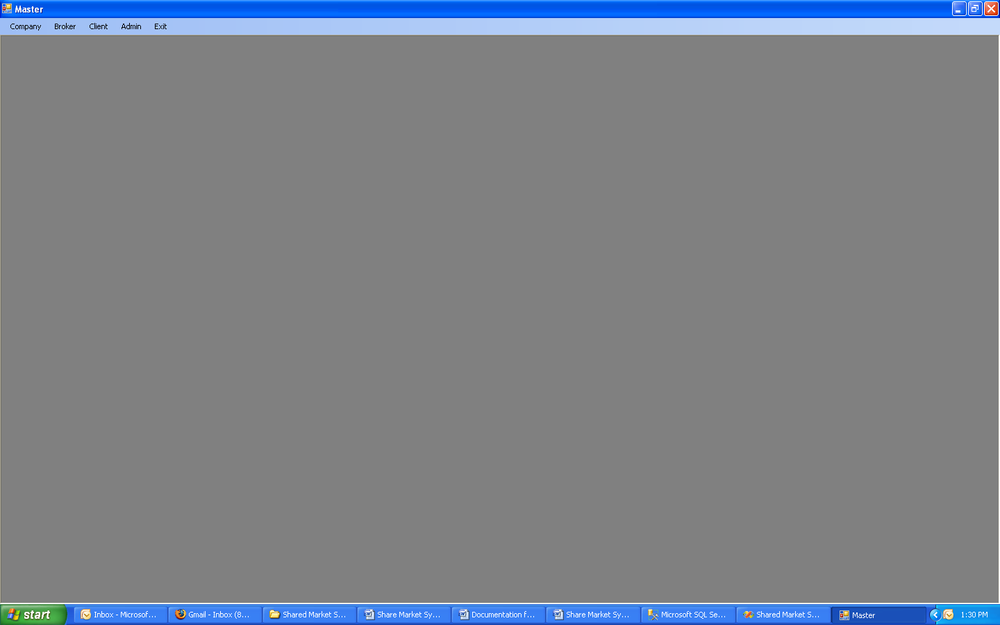 Master
Company Broker Client Admin Exit
start Inbox - Microsof... Gmail - Inbox (8... Shared Market S... Share Market Sy... Documentation f... Share Market Sy... Microsoft SQL Se... Shared Market S... Master 1:30 PM